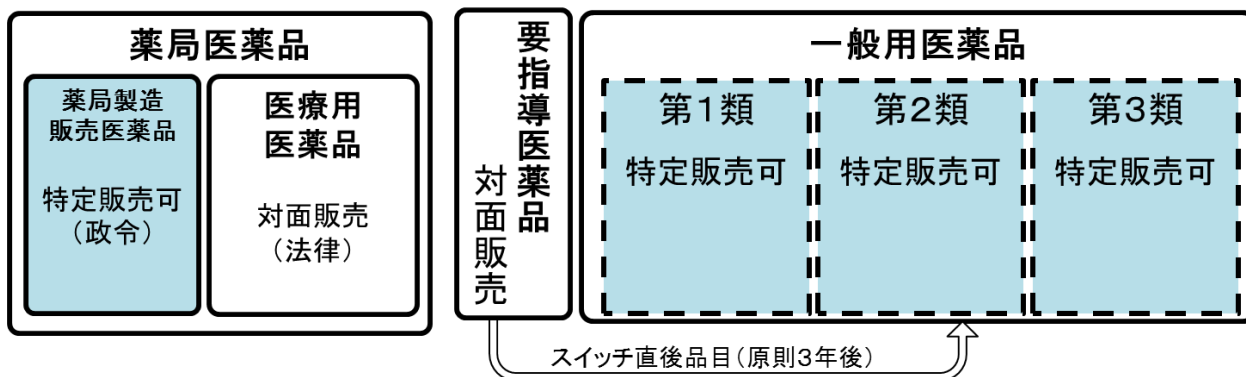 薬局医薬品
薬局製造
販売医薬品
特定販売可
（政令）
医療用
医薬品
対面販売
（法律）
要指導医薬品
対面販売
一般用医薬品
第１類
特定販売可
第２類
特定販売可
第３類
特定販売可
スイッチ直後品目（原則３年後）